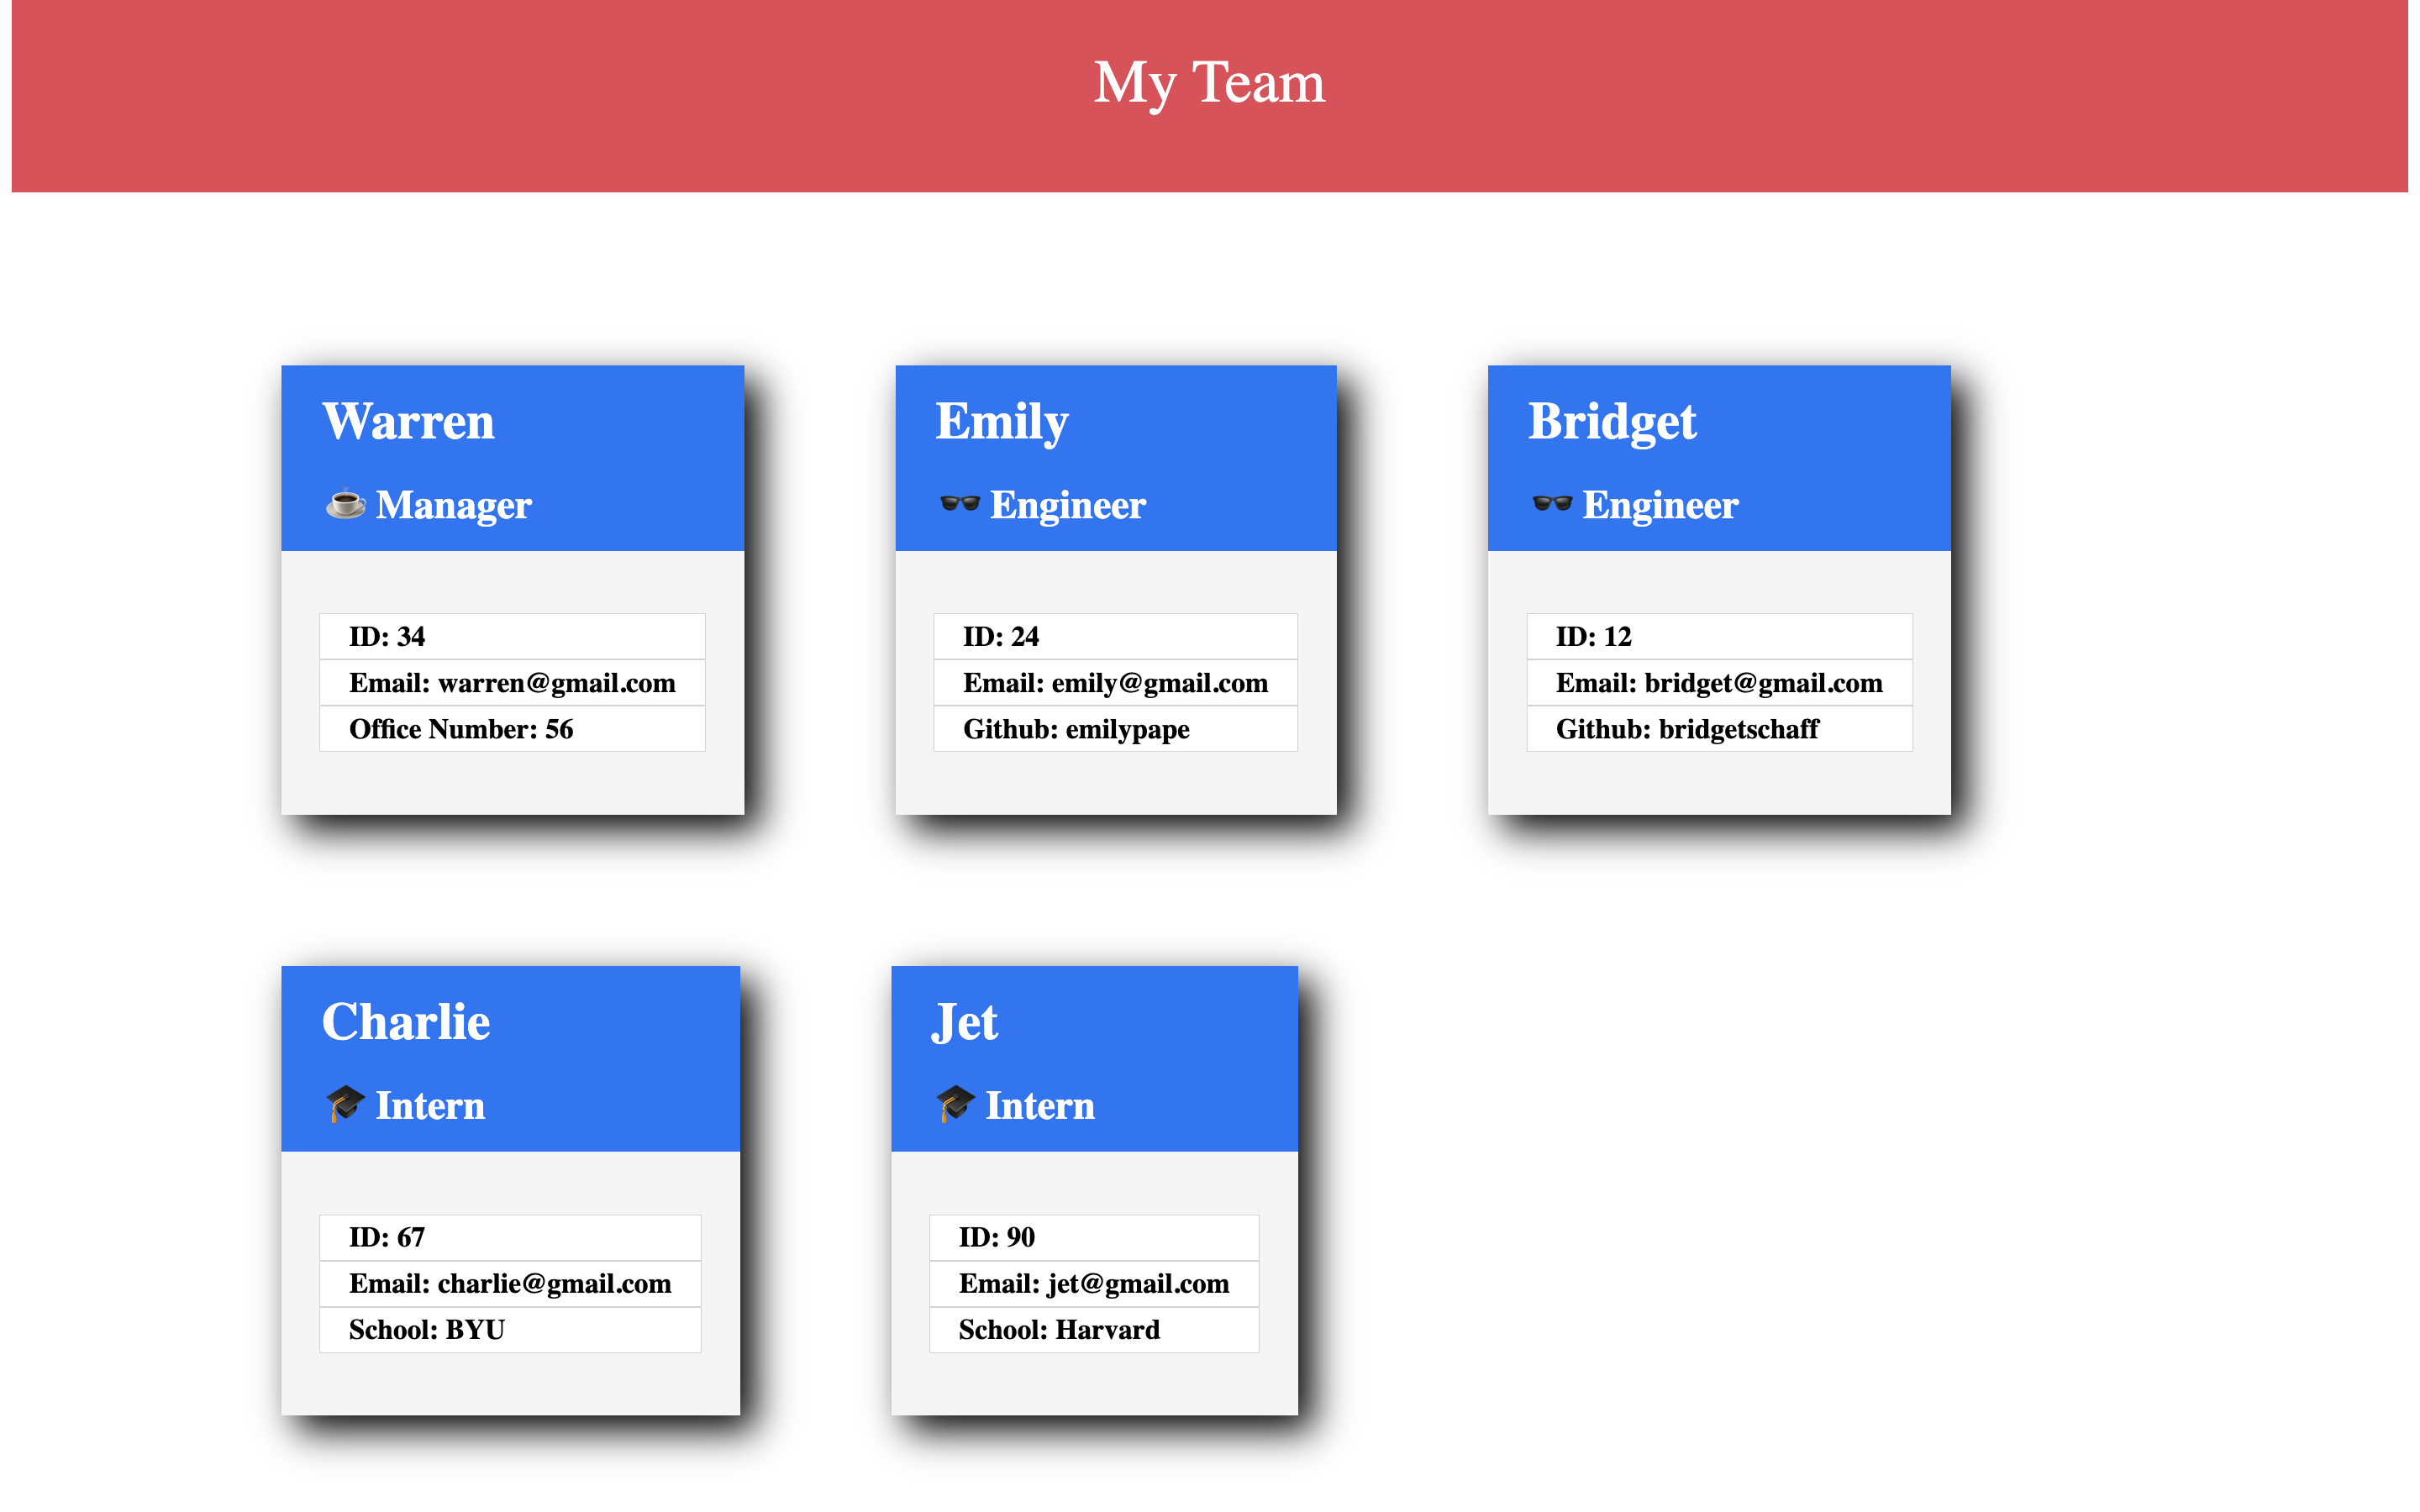 My Team
Warren
☕ Manager
ID: 34
Email: warren@gmail.com
Office Number: 56
Emily
🕶️ Engineer
ID: 24
Email: emily@gmail.com
Github: emilypape
Bridget
🕶️ Engineer
ID: 12
Email: bridget@gmail.com
Github: bridgetschaff
Charlie
🎓 Intern
ID: 67
Email: charlie@gmail.com
School: BYU
Jet
🎓 Intern
ID: 90
Email: jet@gmail.com
School: Harvard